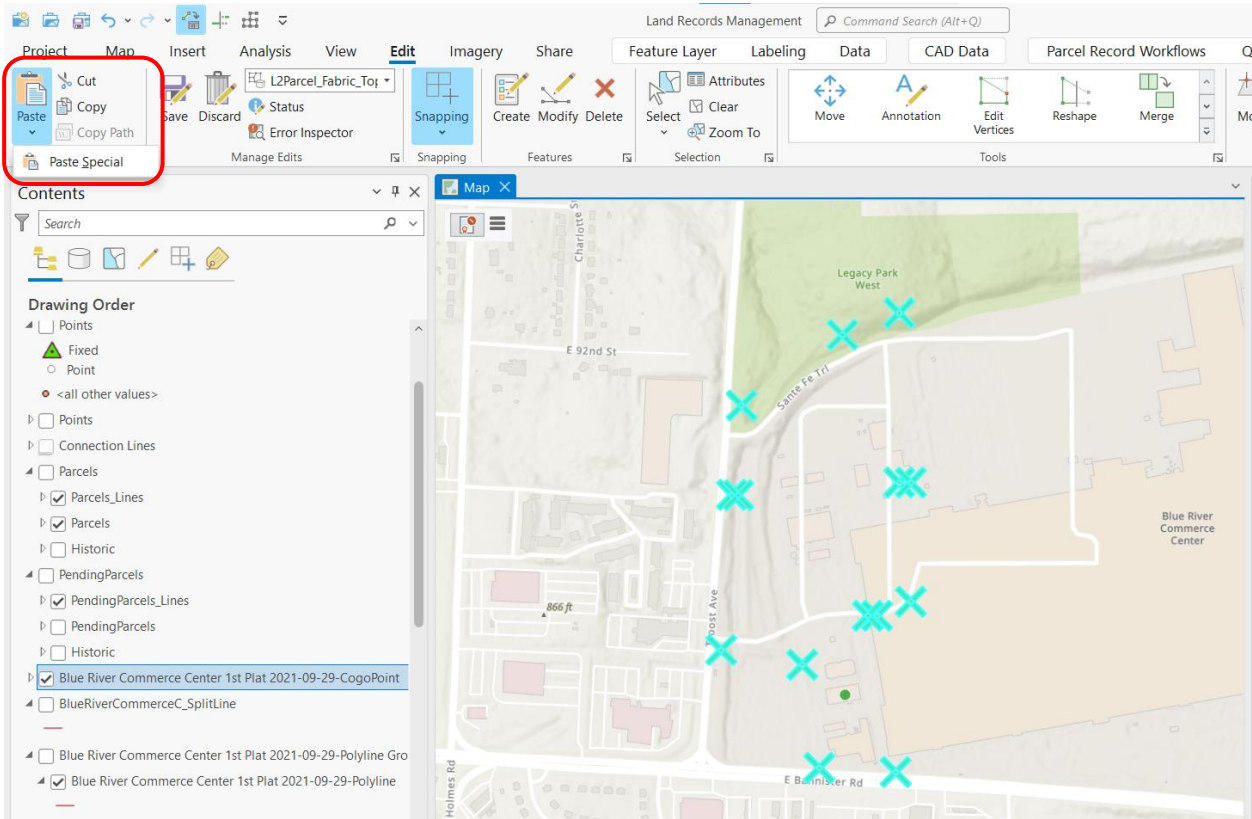 Land Records Management
Command Search (Alt+Q)
Project Map Insert Analysis View Edit Imagery Share Feature Layer Labeling Data CAD Data Parcel Record Workflows
Cut
Copy
Copy Path
Paste
Paste Special
Save
Discard
L2Parcel_Fabric_Top
Status
Error Inspector
Manage Edits
Snapping
Snapping
Create
Modify
Delete
Features
Select
Attributes
Clear
Zoom To
Selection
Move
Annotation
Edit
Vertices
Reshape
Merge
Tools
Contents
Search
Drawing Order
Points
Fixed
Point
<all other values>
Points
Connection Lines
Parcels
Parcels_Lines
Parcels
Historic
PendingParcels
PendingParcels_Lines
PendingParcels
Historic
Blue River Commerce Center 1st Plat 2021-09-29-CogoPoint
BlueRiverCommerceC_SplitLine
Blue River Commerce Center 1st Plat 2021-09-29-Polyline Gro
Blue River Commerce Center 1st Plat 2021-09-29-Polyline
Map
Charlotte S
Legacy Park
West
E 92nd St
Sante Fe Trl
Blue River
Commerce
Center
866 ft
Troost Ave
E Bannister Rd
Holmes Rd